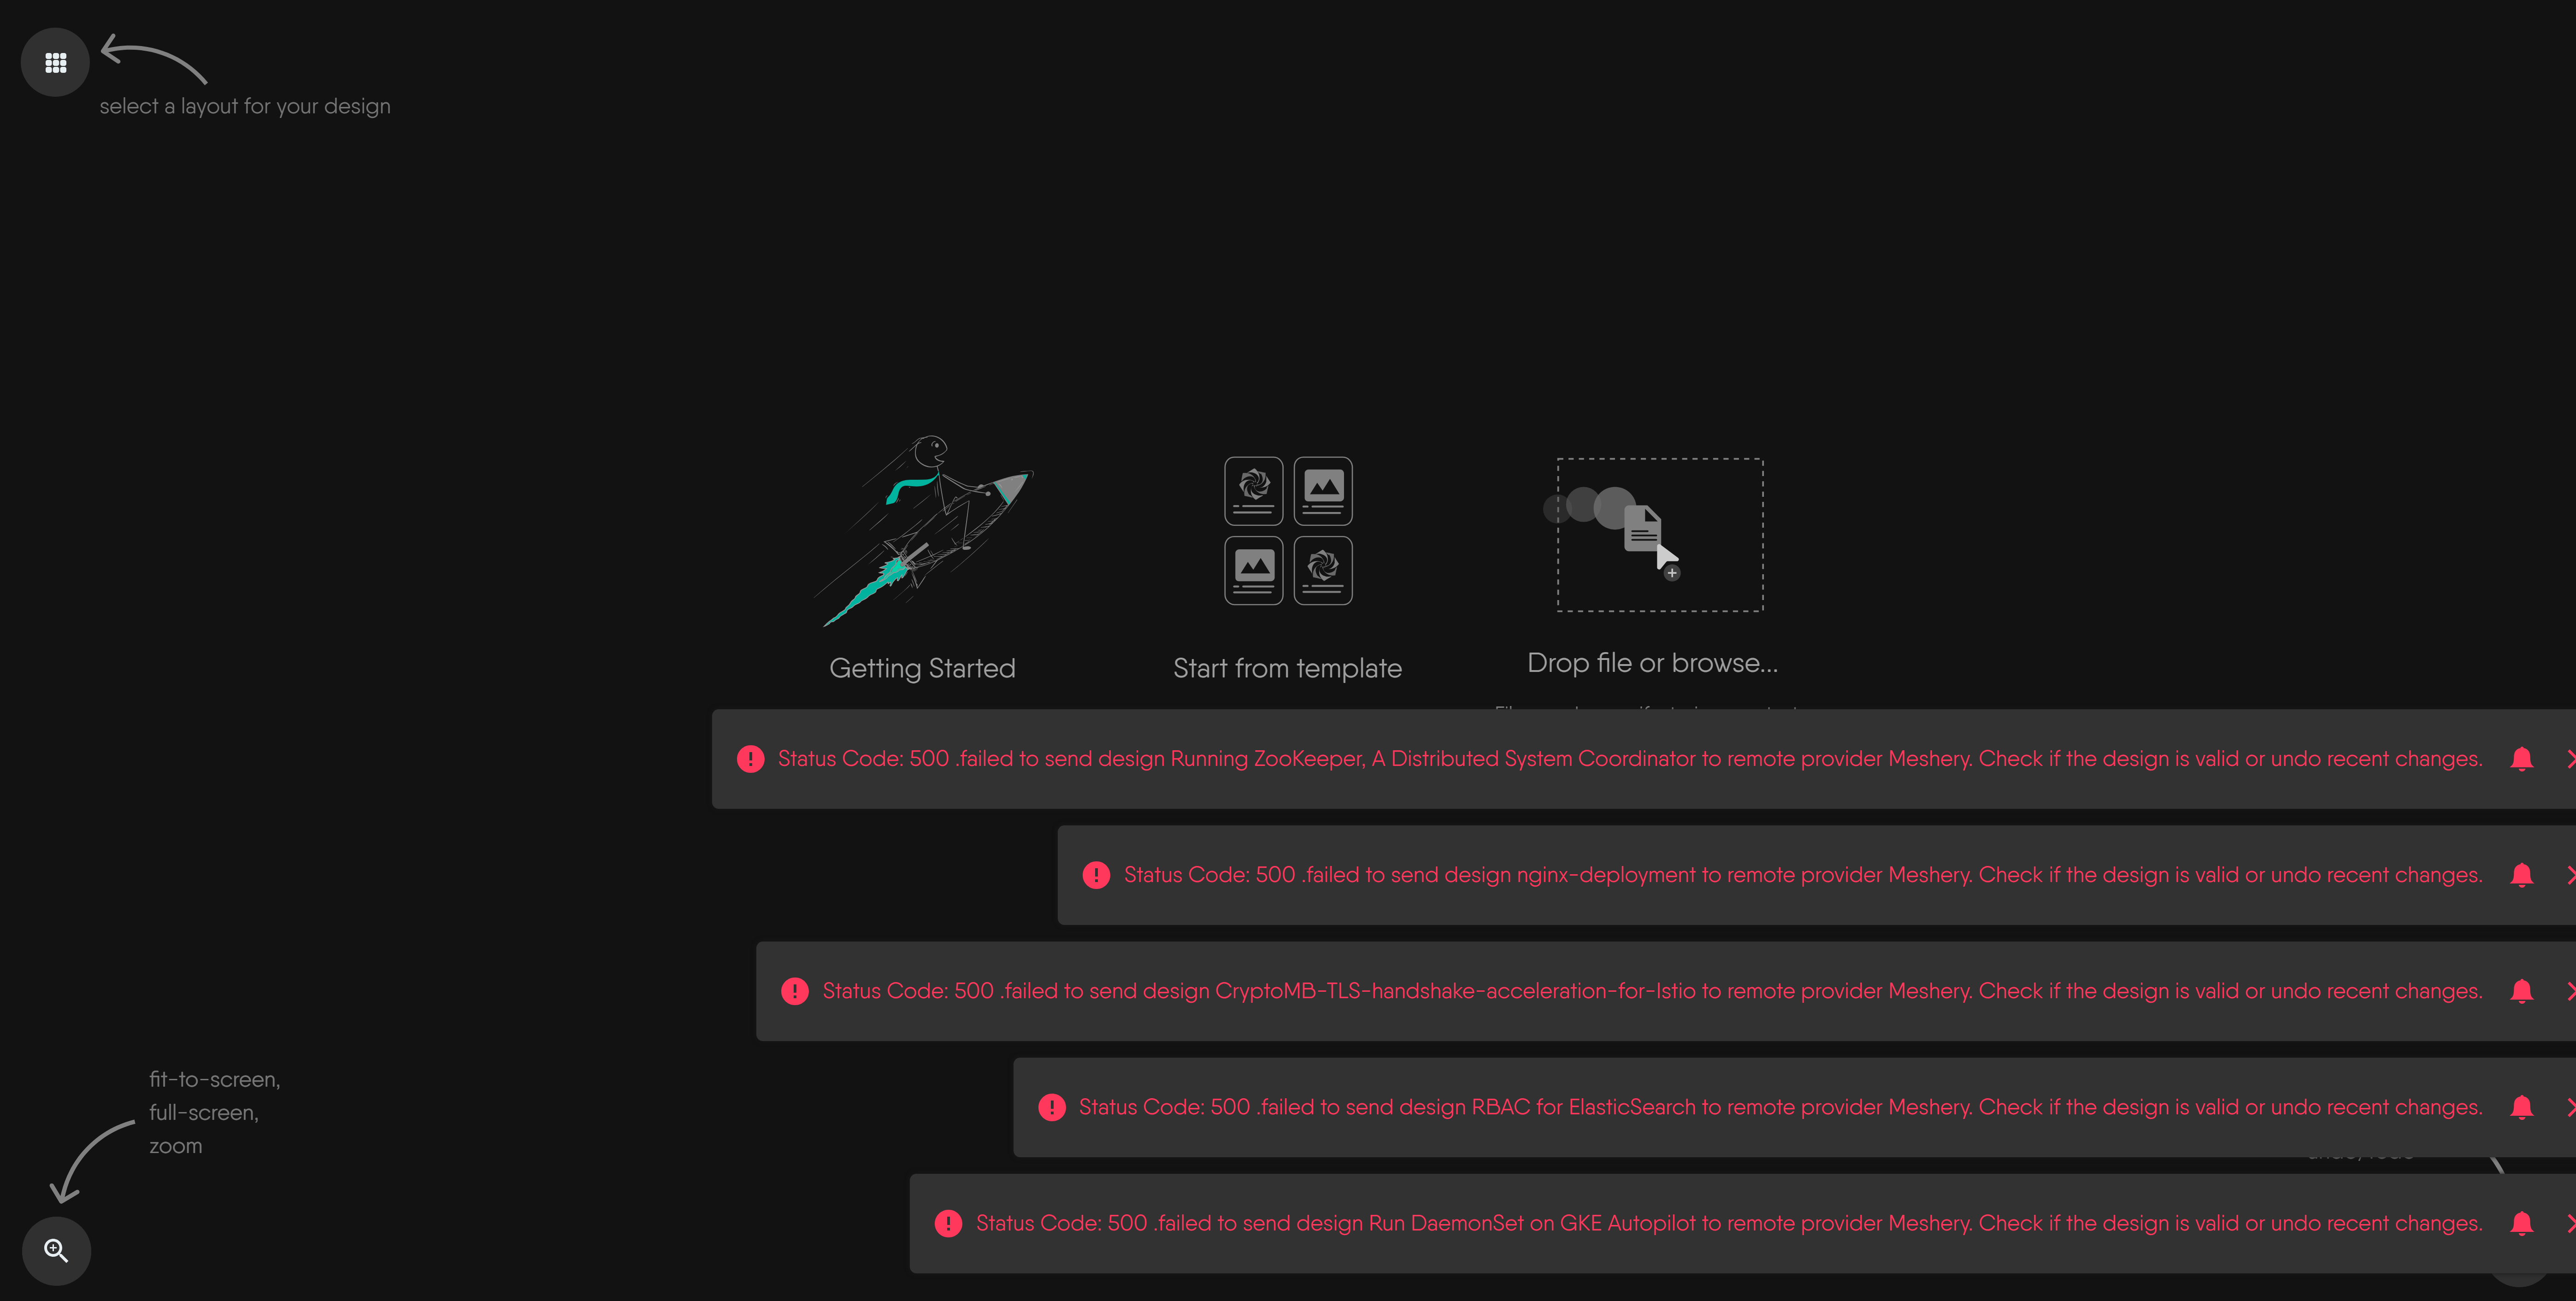 select a layout for your design
Getting Started
Start from template
Drop file or browse...
Status Code: 500 .failed to send design Running ZooKeeper, A Distributed System Coordinator to remote provider Meshery. Check if the design is valid or undo recent changes.
Status Code: 500 .failed to send design nginx-deployment to remote provider Meshery. Check if the design is valid or undo recent changes.
Status Code: 500 .failed to send design CryptoMB-TLS-handshake-acceleration-for-Istio to remote provider Meshery. Check if the design is valid or undo recent changes.
Status Code: 500 .failed to send design RBAC for ElasticSearch to remote provider Meshery. Check if the design is valid or undo recent changes.
Status Code: 500 .failed to send design Run DaemonSet on GKE Autopilot to remote provider Meshery. Check if the design is valid or undo recent changes.
fit-to-screen,
full-screen,
zoom